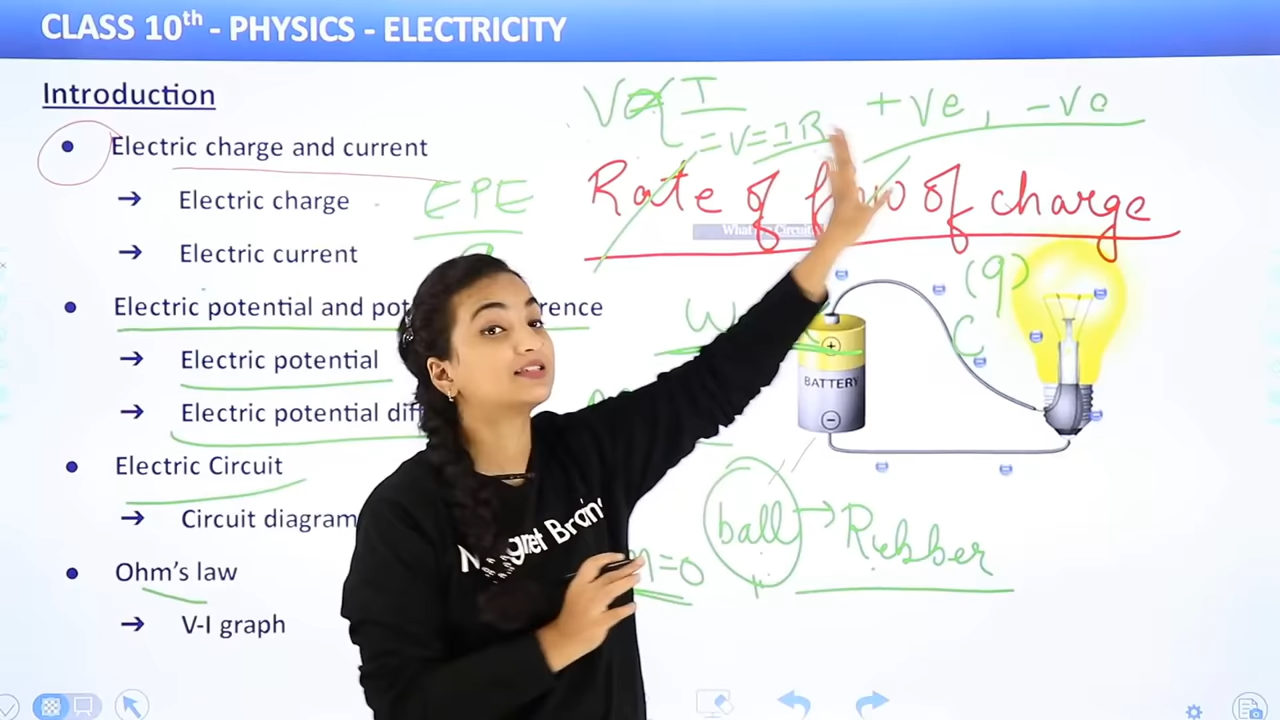 CLASS 10th - PHYSICS - ELECTRICITY
Introduction
Electric charge and current
→ Electric charge
→ Electric current
Electric potential and
→ Electric potential
→ Electric potential
Electric Circuit
→ Circuit diagram
Ohm's law
→ V-I graph
EPE
V ∝ I
= V = IR
+ve, -ve
Rate of flow of charge
(q)
C
+
BATTERY
-
ball → Rubber
=0